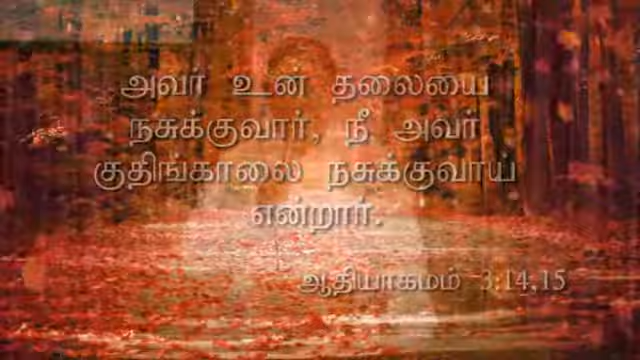 அவர் உன் தலையை
நசுக்குவார், நீ அவர்
குதிங்காலை நசுக்குவாய்
என்றார்.
ஆதியாகமம் 3:14,15